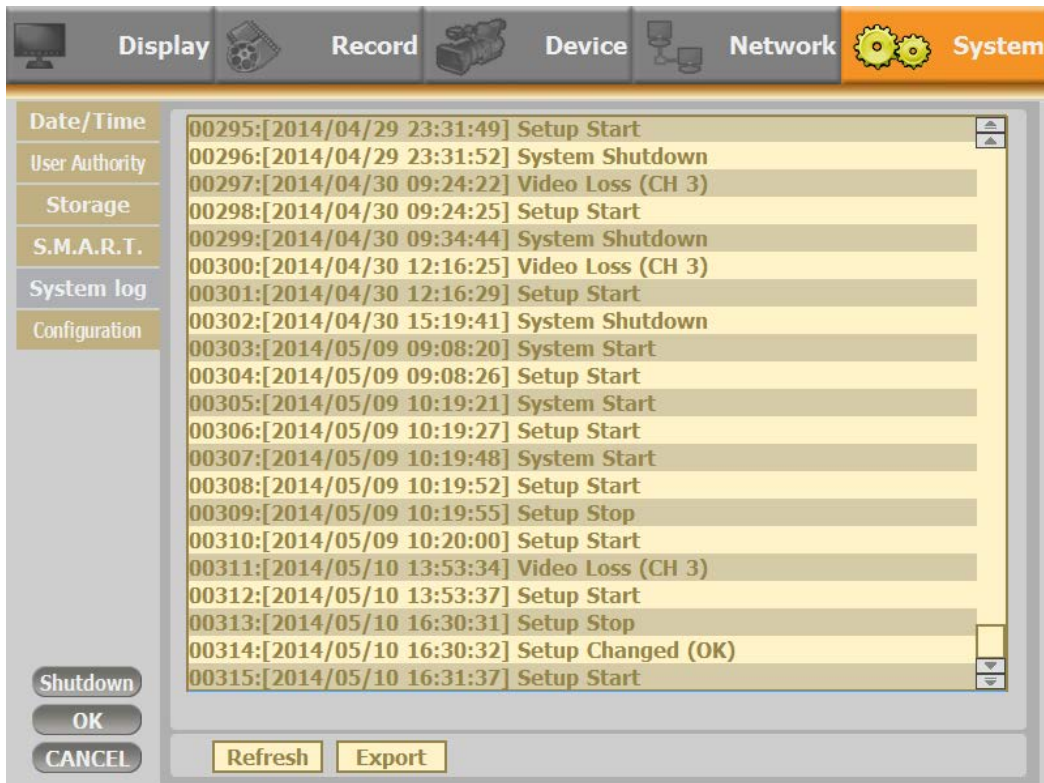 Display Record Device Network System
Date/Time
User Authority
Storage
S.M.A.R.T.
System log
Configuration
00295:[2014/04/29 23:31:49] Setup Start
00296:[2014/04/29 23:31:52] System Shutdown
00297:[2014/04/30 09:24:22] Video Loss (CH 3)
00298:[2014/04/30 09:24:25] Setup Start
00299:[2014/04/30 09:34:44] System Shutdown
00300:[2014/04/30 12:16:25] Video Loss (CH 3)
00301:[2014/04/30 12:16:29] Setup Start
00302:[2014/04/30 15:19:41] System Shutdown
00303:[2014/05/09 09:08:20] System Start
00304:[2014/05/09 09:08:26] Setup Start
00305:[2014/05/09 10:19:21] System Start
00306:[2014/05/09 10:19:27] Setup Start
00307:[2014/05/09 10:19:48] System Start
00308:[2014/05/09 10:19:52] Setup Start
00309:[2014/05/09 10:19:55] Setup Stop
00310:[2014/05/09 10:20:00] Setup Start
00311:[2014/05/10 13:53:34] Video Loss (CH 3)
00312:[2014/05/10 13:53:37] Setup Start
00313:[2014/05/10 16:30:31] Setup Stop
00314:[2014/05/10 16:30:32] Setup Changed (OK)
00315:[2014/05/10 16:31:37] Setup Start
Shutdown
OK
CANCEL
Refresh Export